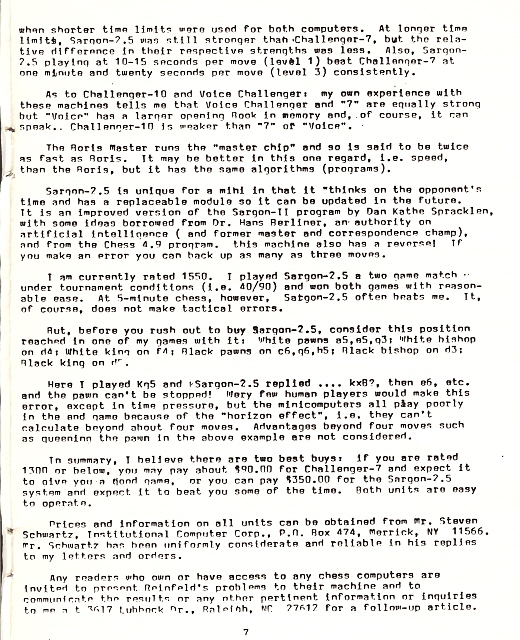 when shorter time limits were used for both computers. At longer time
limits, Sargon-2.5 was still stronger than Challenger-7, but the rela-
tive difference in their respective strengths was less. Also, Sargon-
2.5 playing at 10-15 seconds per move (level 1) beat Challenger-7 at
one minute and twenty seconds per move (level 3) consistently.
As to Challenger-10 and Voice Challenger: my own experience with
these machines tells me that Voice Challenger and "7" are equally strong
but "Voice" has a larger opening Book in memory and, of course, it can
speak.. Challenger-10 is weaker than "7" of "Voice".
The Boris Master runs the "master chip" and so is said to be twice
as fast as Boris. It may be better in this one regard, i.e. speed,
than the Boris, but it has the same algorithms (programs).
Sargon-2.5 is unique for a mini in that it "thinks on the opponent's
time and has a replaceable module so it can be updated in the future.
It is an improved version of the Sargon-II program by Dan Kathe Spracklen,
with some ideas borrowed from Dr. Hans Berliner, an authority on
artificial intelligence ( and former master and correspondence champ),
and from the Chess 4.9 program. this machine also has a reverse! If
you make an error you can back up as many as three moves.
I am currently rated 1550. I played Sargon-2.5 a two game match
under tournament conditions (i.e. 40/90) and won both games with reason-
able ease. At 5-minute chess, however, Satgon-2.5 often beats me. It,
of course, does not make tactical errors.
But, before you rush out to buy Sargon-2.5, consider this position
reached in one of my games with it: White pawns a5,e5,g3; White bishop
on d4; White king on f4; Black pawns on c6,g6,h5; Black bishop on d3;
Black king on
Here I played Kg5 and Sargon-2.5 replied .... kxB?, then e6, etc.
and the pawn can't be stopped! Very few human players would make this
error, except in time pressure, but the minicomputers all play poorly
in the end game because of the "horizon effect", i.e. they can't
calculate beyond about four moves. Advantages beyond four moves such
as queening the pawn in the above example are not considered.
In summary, I believe there are two best buys: if you are rated
1300 or below, you may pay about $90.00 for Challenger-7 and expect it
to give you a good game, or you can pay $350.00 for the Sargon-2.5
system and expect it to beat you some of the time. Both units are easy
to operate.
Prices and information on all units can be obtained from Mr. Steven
Schwartz, Institutional Computer Corp., P.O. Box 474, Merrick, NY 11566.
Mr. Schwartz has been uniformly considerate and reliable in his replies
to my letters and orders.
Any readers who own or have access to any chess computers are
invited to present Reinfeld's problems to their machine and to
communicate the results or any other pertinent information or inquiries
to me a t 3617 Lubbock Dr., Raleigh, NC 27612 for a follow-up article.
7